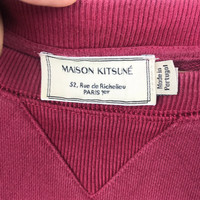 MAISON KITSUNÉ
52, Rue de Richelieu
PARIS 1er
Made in
Portugal